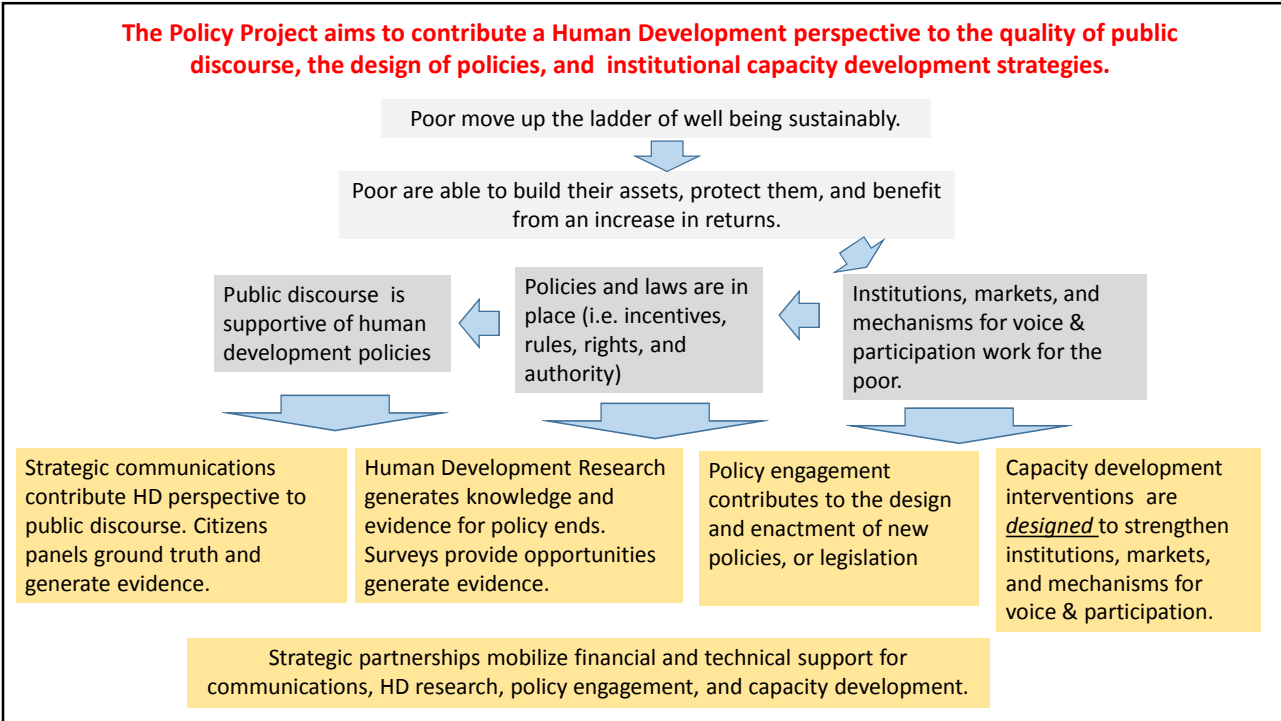 The Policy Project aims to contribute a Human Development perspective to the quality of public
discourse, the design of policies, and institutional capacity development strategies.
Poor move up the ladder of well being sustainably.
Poor are able to build their assets, protect them, and benefit
from an increase in returns.
Public discourse is
supportive of human
development policies
Policies and laws are in
place (i.e. incentives,
rules, rights, and
authority)
Institutions, markets, and
mechanisms for voice &
participation work for the
poor.
Strategic communications
contribute HD perspective to
public discourse. Citizens
panels ground truth and
generate evidence.
Human Development Research
generates knowledge and
evidence for policy ends.
Surveys provide opportunities
generate evidence.
Policy engagement
contributes to the design
and enactment of new
policies, or legislation
Capacity development
interventions are
designed to strengthen
institutions, markets,
and mechanisms for
voice & participation.
Strategic partnerships mobilize financial and technical support for
communications, HD research, policy engagement, and capacity development.